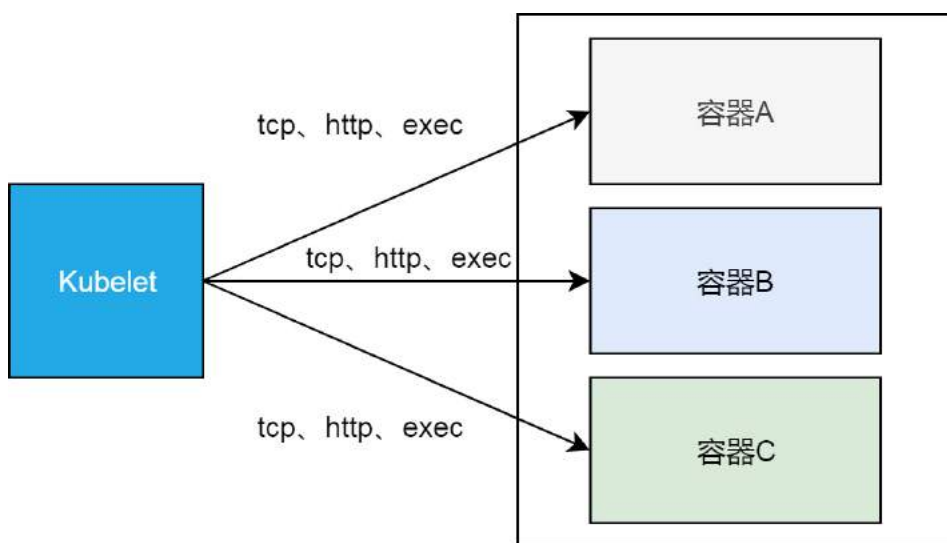 tcp、http、exec
容器A
Kubelet
tcp、http、exec
容器B
tcp、http、exec
容器C